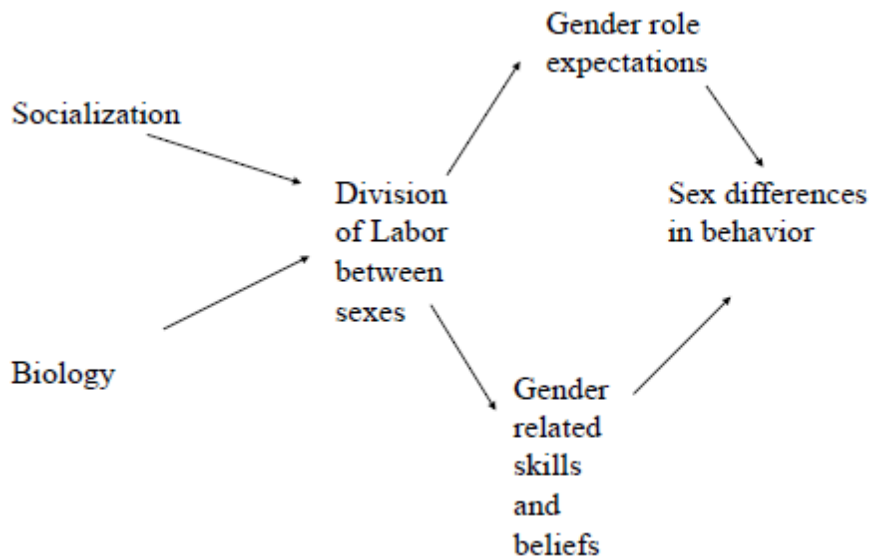 Gender role
expectations
Socialization
Division
of Labor
between
sexes
Sex differences
in behavior
Biology
Gender
related
skills
and
beliefs